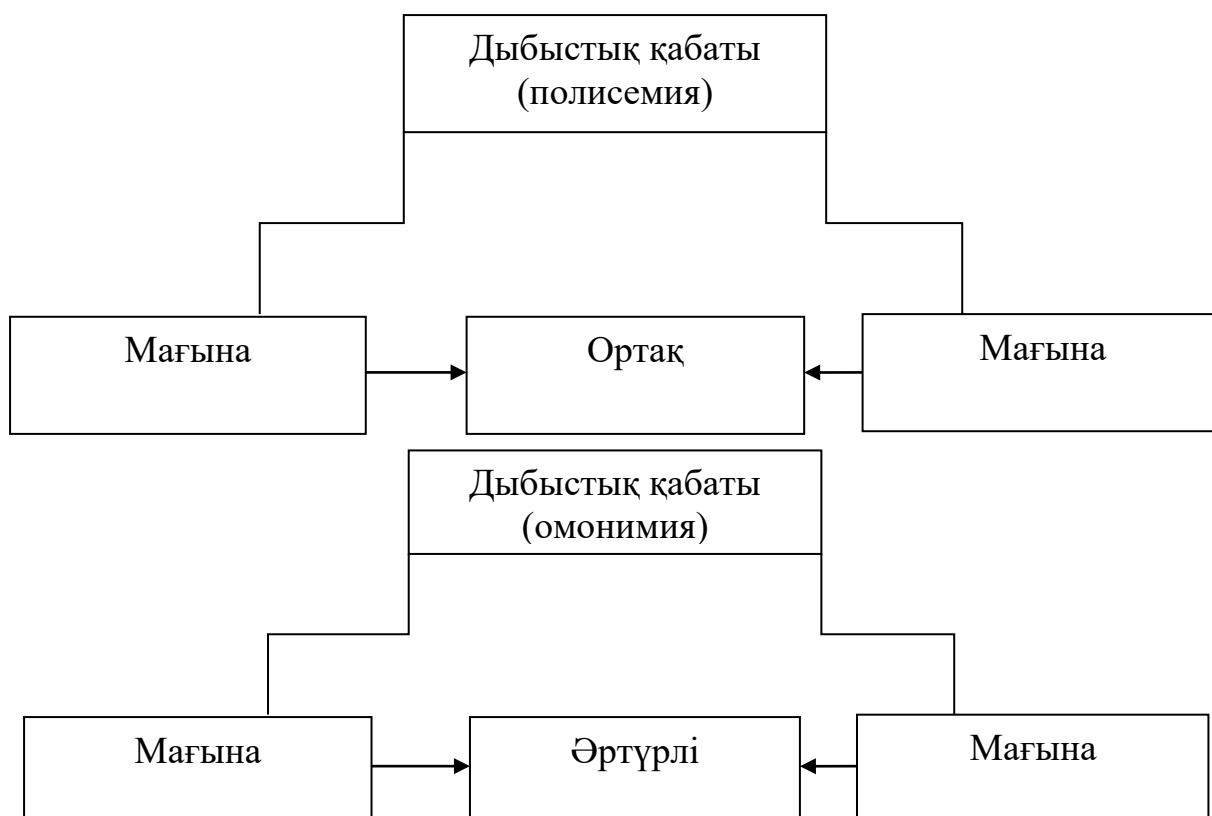 Дыбыстық қабаты
(полисемия)
Мағына
Ортақ
Мағына
Дыбыстық қабаты
(омонимия)
Мағына
Әртүрлі
Мағына